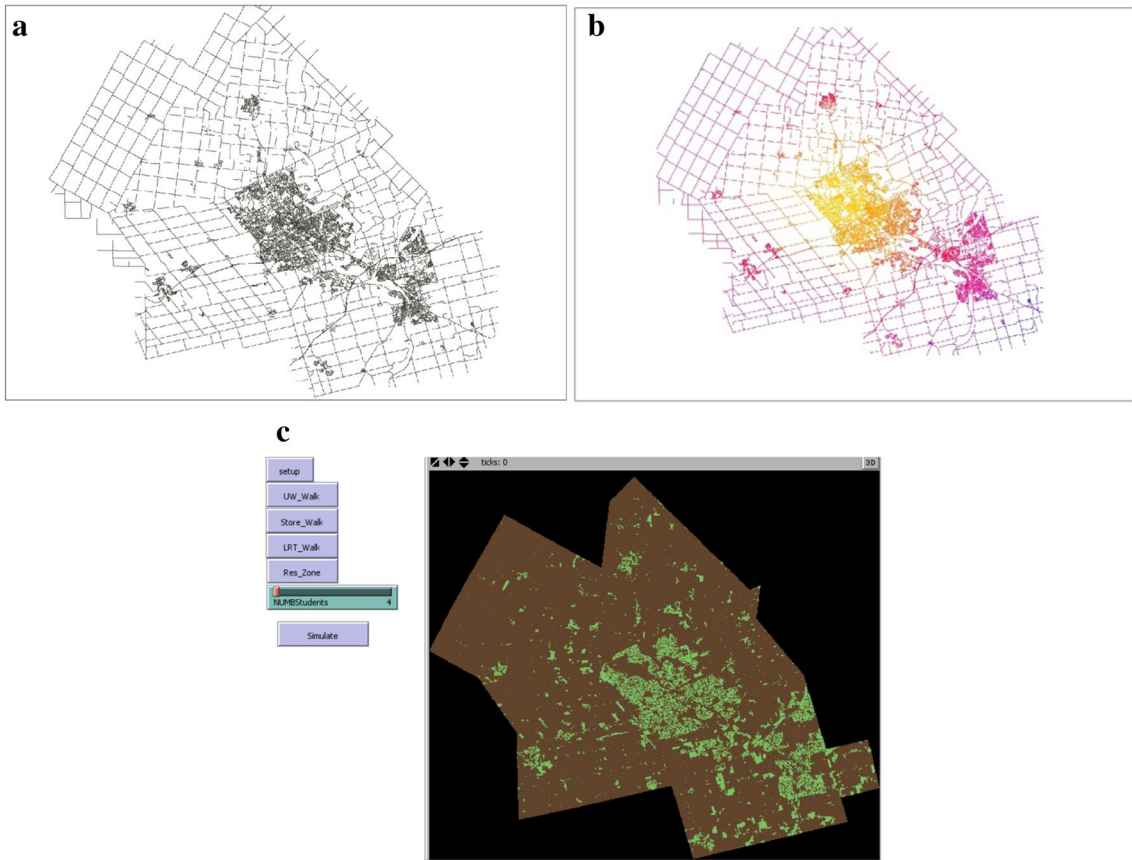 a
b
c
ticks: 0
3D
setup
UW_Walk
Store_Walk
LRT_Walk
Res_Zone
NUMBStudents 4
Simulate